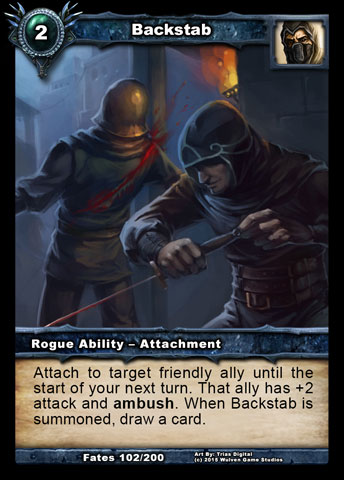 2
Backstab
Rogue Ability – Attachment
Attach to target friendly ally until the
start of your next turn. That ally has +2
attack and ambush. When Backstab is
summoned, draw a card.
Fates 102/200
Art By: Trias Digital
(c) 2015 Wulven Game Studios